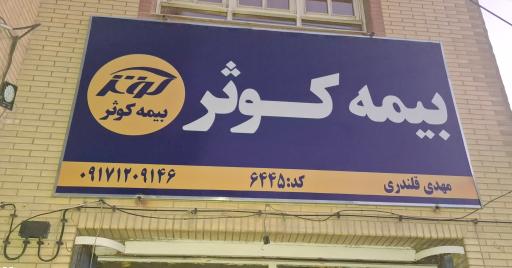 بیمه کوثر
کوثر
بیمه کوثر
مهدی قلندری
کد:۶۴۴۵
۰۹۱۷۱۲۰۹۱۴۶